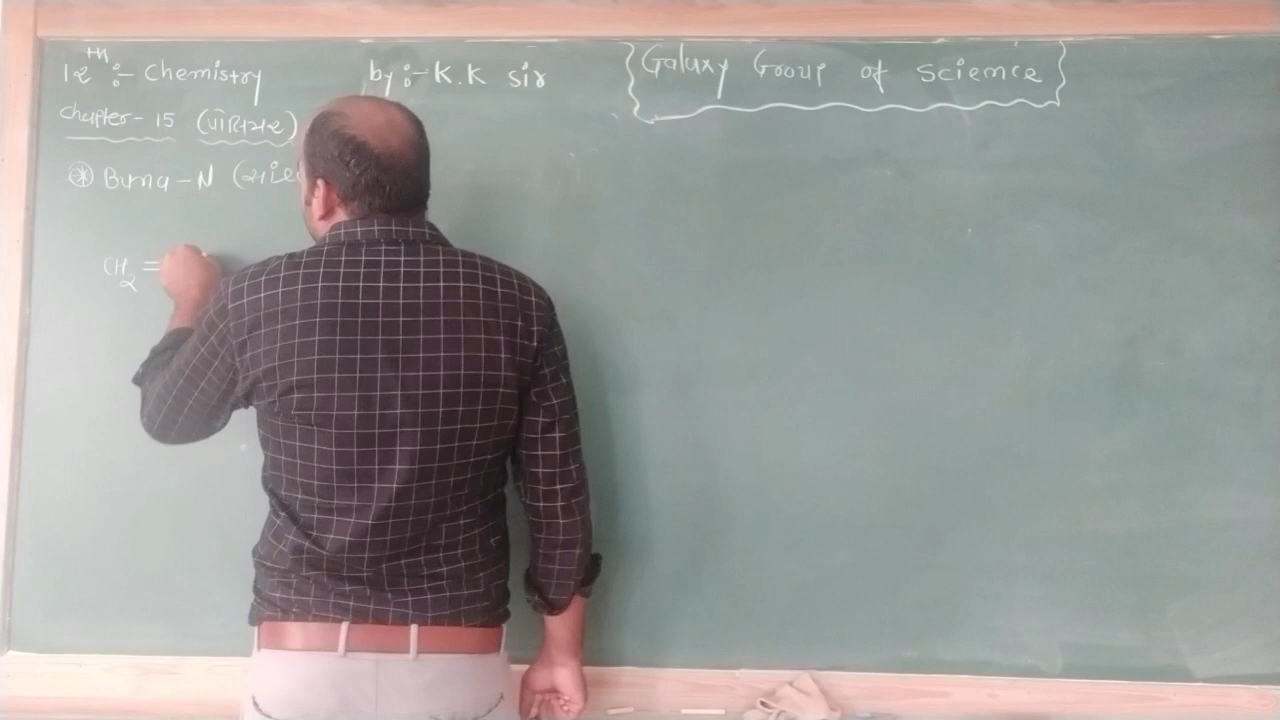 12th :- Chemistry by :- K.K sir {Galaxy Group of Science}
Chapter - 15 (પોલિમર)
⊛ Buna - N
CH2 =